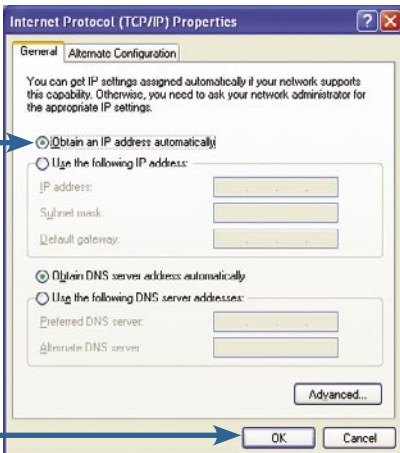 Internet Protocol (TCP/IP) Properties
General
Alternate Configuration
You can get IP settings assigned automatically if your network supports
this capability. Otherwise, you need to ask your network administrator for
the appropriate IP settings.
Obtain an IP address automatically
Use the following IP address:
IP address:
Subnet mask:
Default gateway:
Obtain DNS server address automatically
Use the following DNS server addresses:
Preferred DNS server:
Alternate DNS server:
Advanced...
OK
Cancel